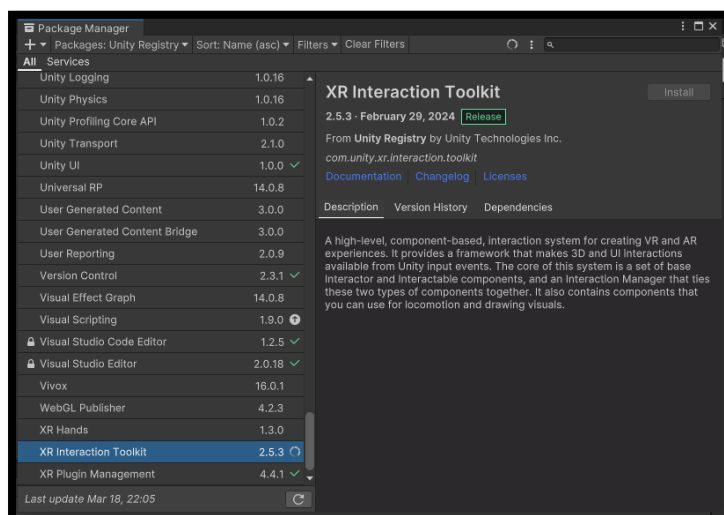 Package Manager
Packages: Unity Registry Sort: Name (asc) Filters Clear Filters
All Services
Unity Logging 1.0.16
Unity Physics 1.0.16
Unity Profiling Core API 1.0.2
Unity Transport 2.1.0
Unity UI 1.0.0
Universal RP 14.0.8
User Generated Content 3.0.0
User Generated Content Bridge 3.0.0
User Reporting 2.0.9
Version Control 2.3.1
Visual Effect Graph 14.0.8
Visual Scripting 1.9.0
Visual Studio Code Editor 1.2.5
Visual Studio Editor 2.0.18
Vivox 16.0.1
WebGL Publisher 4.2.3
XR Hands 1.3.0
XR Interaction Toolkit 2.5.3
XR Plugin Management 4.4.1
Last update Mar 18, 22:05
XR Interaction Toolkit Install
2.5.3 · February 29, 2024 Release
From Unity Registry by Unity Technologies Inc.
com.unity.xr.interaction.toolkit
Documentation Changelog Licenses
Description Version History Dependencies
A high-level, component-based, interaction system for creating VR and AR
experiences. It provides a framework that makes 3D and UI interactions
available from Unity input events. The core of this system is a set of base
Interactor and Interactable components, and an Interaction Manager that ties
these two types of components together. It also contains components that
you can use for locomotion and drawing visuals.